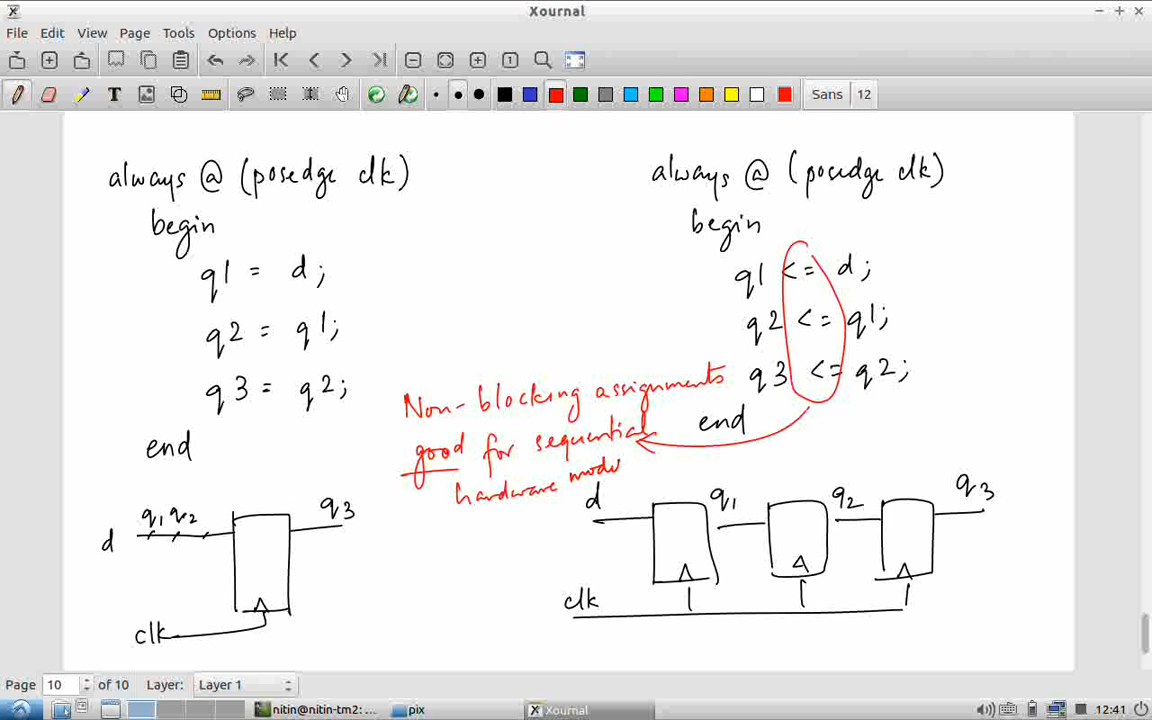 Xournal
File Edit View Page Tools Options Help
Sans 12
always @ (posedge clk)
begin
q1 = d;
q2 = q1;
q3 = q2;
end
always @ (posedge clk)
begin
q1 <= d;
q2 <= q1;
q3 <= q2;
end
Non-blocking assignments
good for sequential
hardware mode
d q1 q2 q3
clk
d q1 q2 q3
clk
Page 10 of 10 Layer: Layer 1
nitin@nitin-tm2: ... pix Xournal 12:41